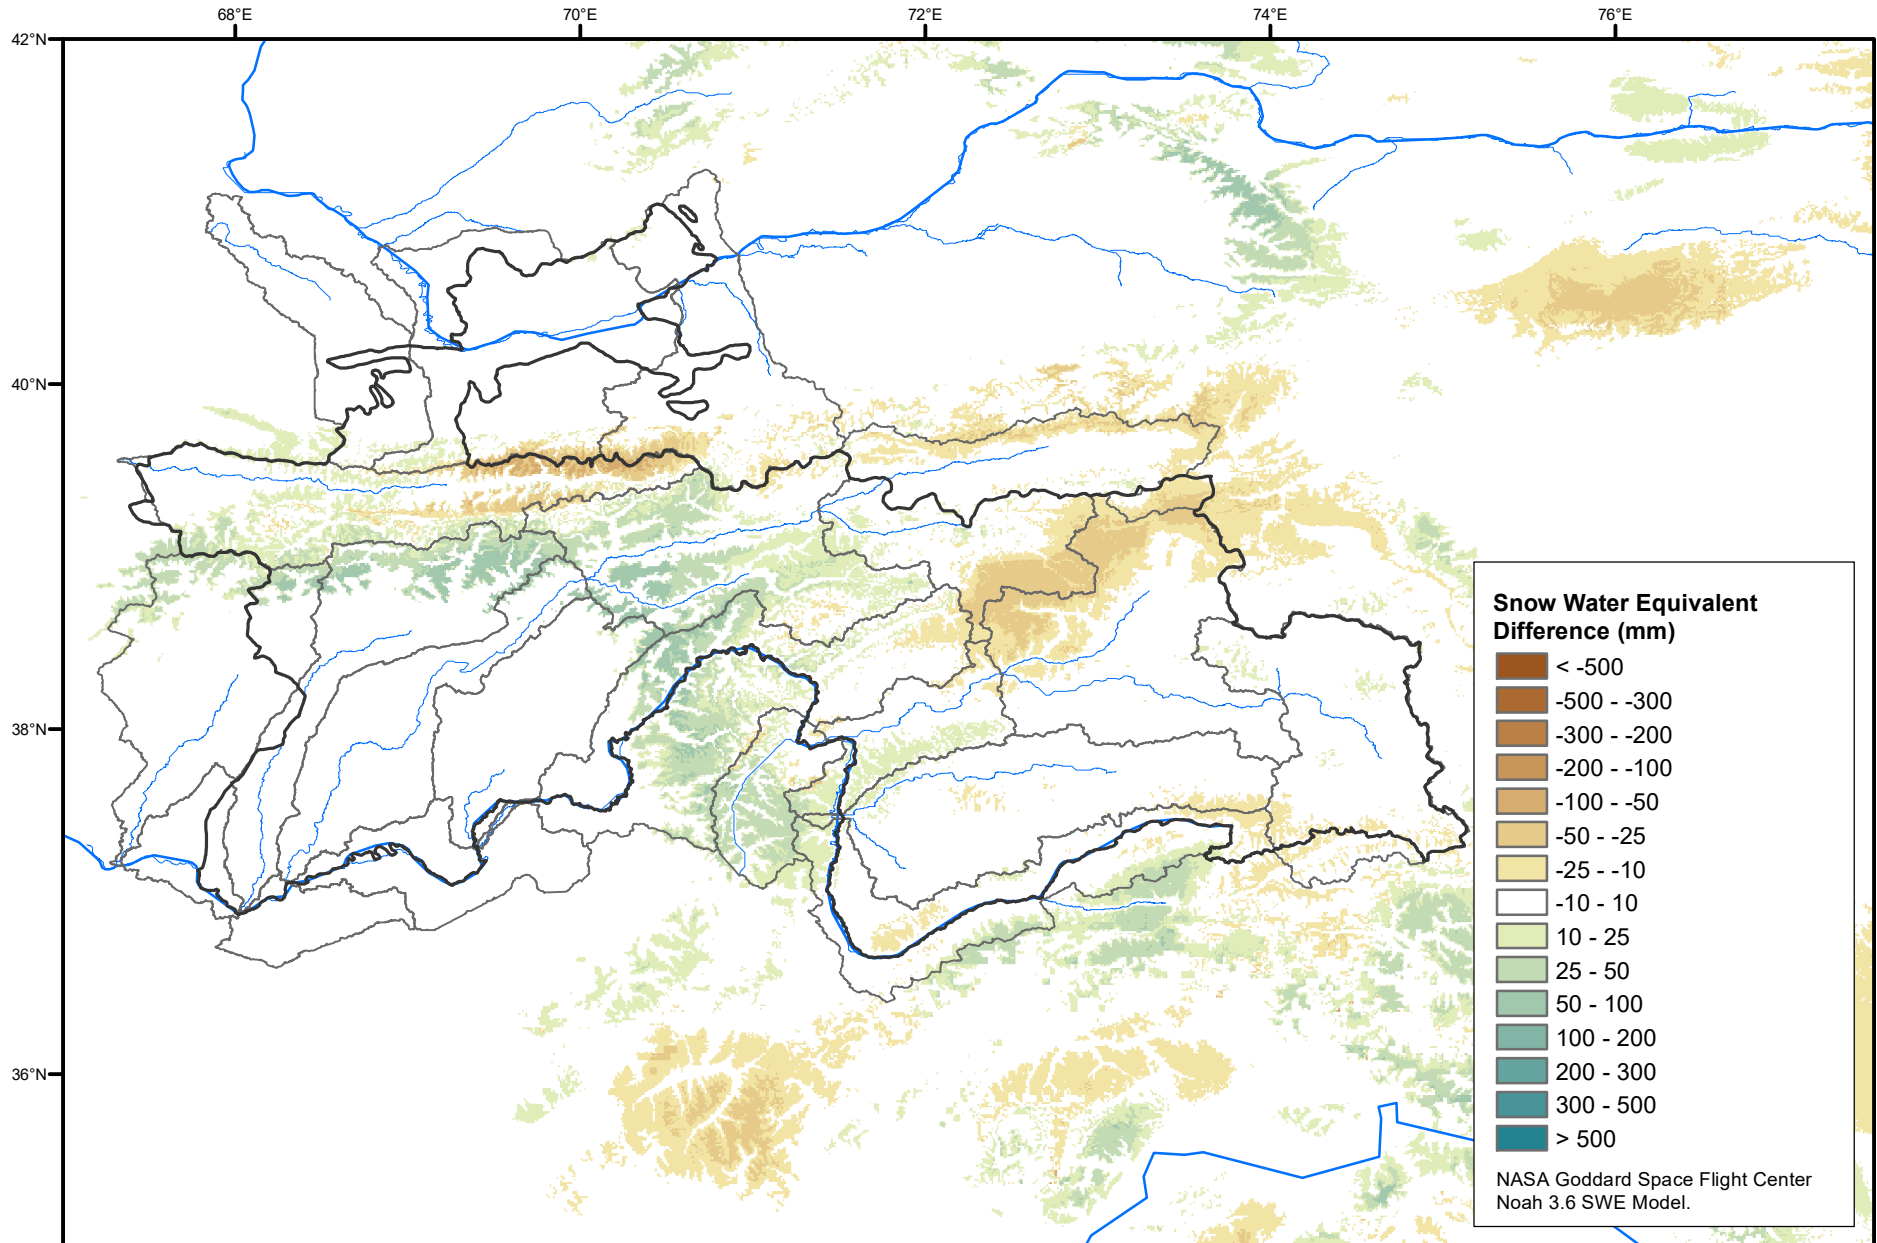 68°E
70°E
72°E
74°E
76°E
42°N
40°N
38°N
36°N
Snow Water Equivalent
Difference (mm)
< -500
-500 - -300
-300 - -200
-200 - -100
-100 - -50
-50 - -25
-25 - -10
-10 - 10
10 - 25
25 - 50
50 - 100
100 - 200
200 - 300
300 - 500
> 500
NASA Goddard Space Flight Center
Noah 3.6 SWE Model.